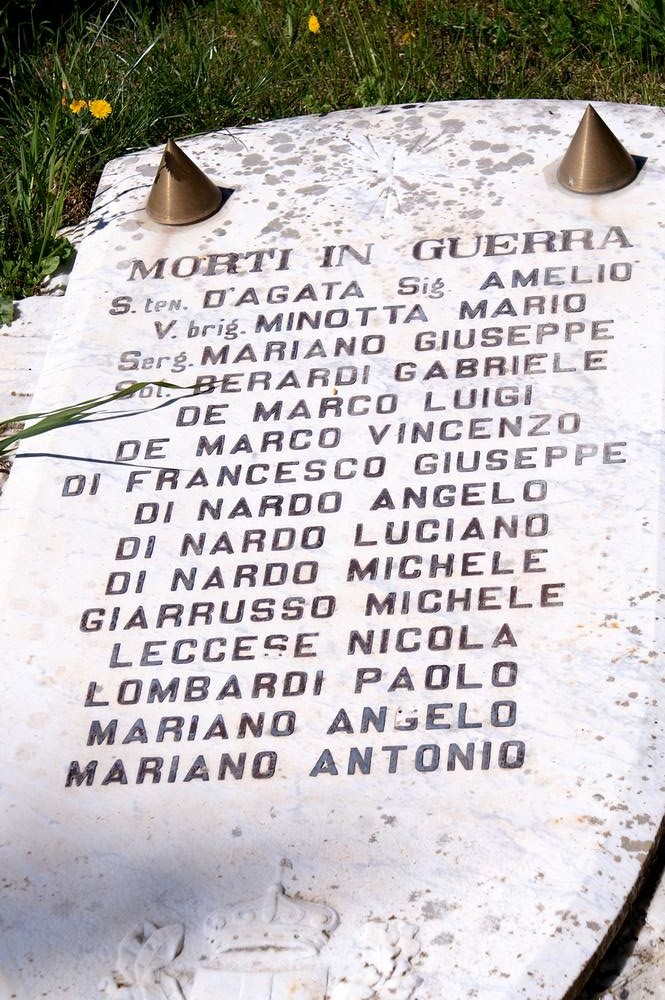 MORTI IN GUERRA
S. ten. D'AGATA Sig. AMELIO
V. brig. MINOTTA MARIO
Serg. MARIANO GIUSEPPE
Sol. BERARDI GABRIELE
DE MARCO LUIGI
DE MARCO VINCENZO
DI FRANCESCO GIUSEPPE
DI NARDO ANGELO
DI NARDO LUCIANO
DI NARDO MICHELE
GIARRUSSO MICHELE
LECCESE NICOLA
LOMBARDI PAOLO
MARIANO ANGELO
MARIANO ANTONIO